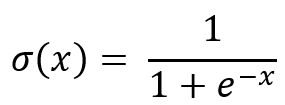 σ(x) = 1 / (1 + e^{-x})